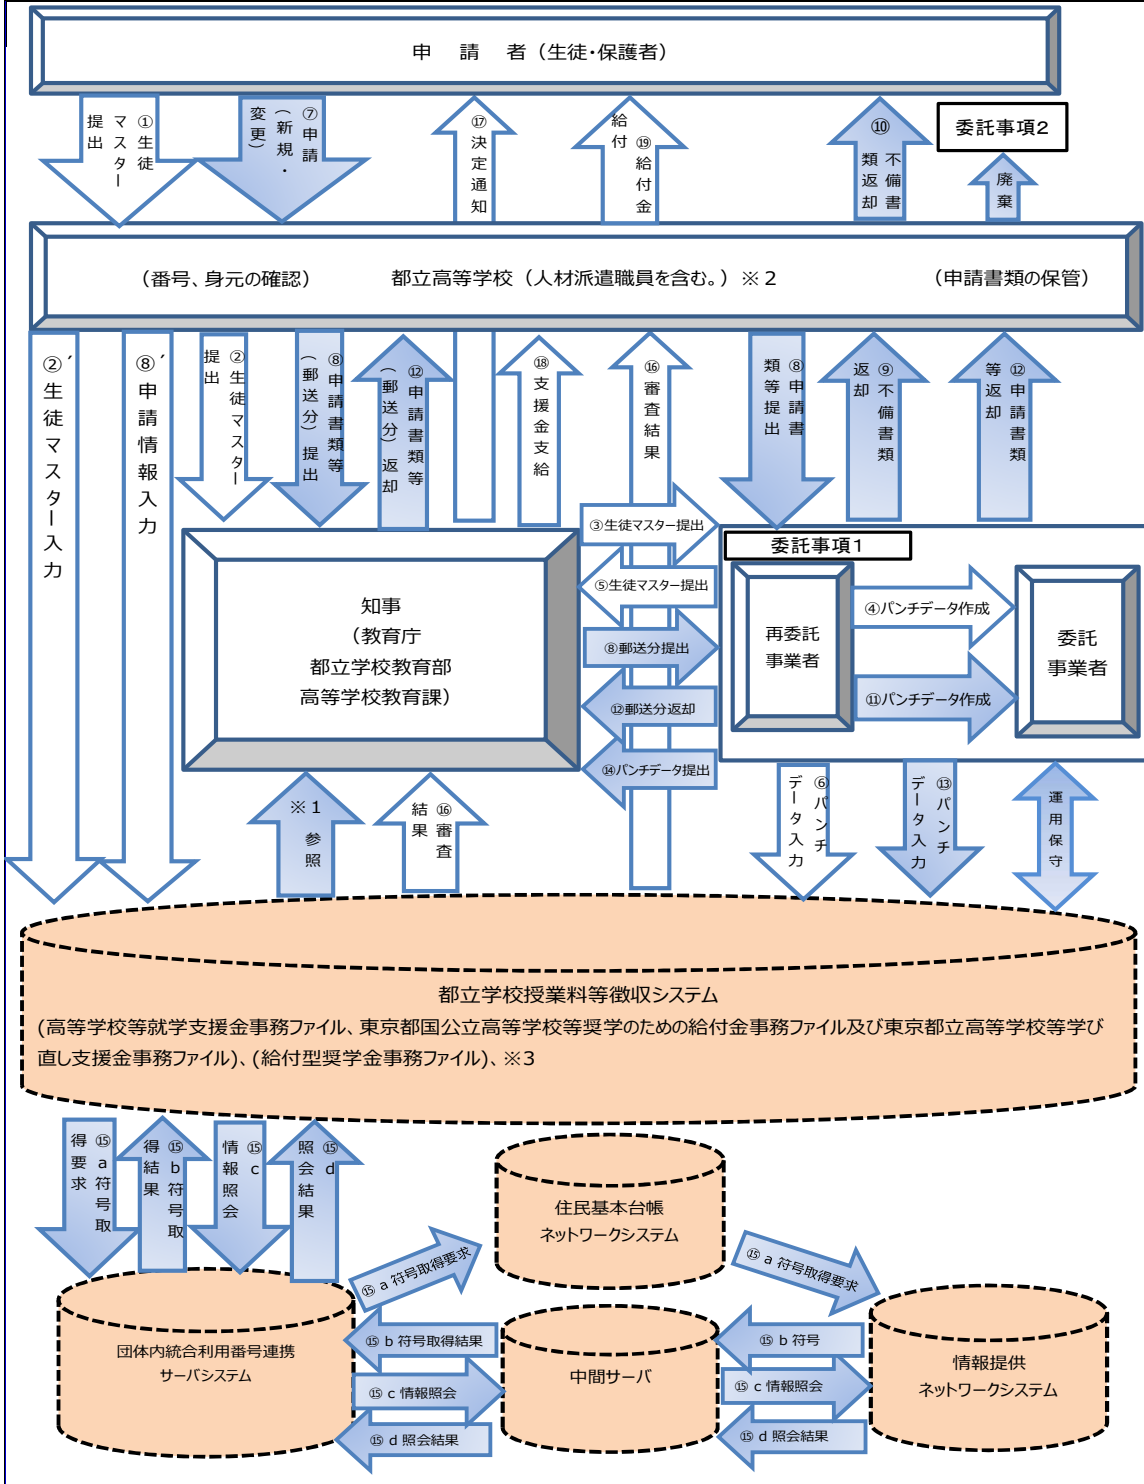 申　請　者（生徒・保護者）
①生徒
マスター
提出
⑦申請
（新規・
変更）
⑰決定通知
⑲給付金
給付
⑩
不備書
類返却
委託事項２
廃棄
（番号、身元の確認）
都立高等学校（人材派遣職員を含む。）※２
（申請書類の保管）
②´生徒マスター入力
⑧´申請情報入力
②生徒マスター
提出
⑧申請書類等
（郵送分）提出
⑫申請書類等
（郵送分）返却
⑱支援金支給
⑯審査結果
⑧申請書
類等提出
⑨不備書類
返却
⑫申請書類
等返却
③生徒マスター提出
⑤生徒マスター提出
⑧郵送分提出
⑫郵送分返却
⑭パンチデータ提出
知事
（教育庁
都立学校教育部
高等学校教育課）
委託事項１
再委託
事業者
④パンチデータ作成
⑪パンチデータ作成
委託
事業者
※１
参照
⑯審査
結果
⑥パンチ
データ入力
⑬パンチ
データ入力
運用保守
都立学校授業料等徴収システム
(高等学校等就学支援金事務ファイル、東京都国公立高等学校等奨学のための給付金事務ファイル及び東京都立高等学校等学び
直し支援金事務ファイル)、(給付型奨学金事務ファイル)、※３
⑮ａ符号取
得要求
⑮ｂ符号取
得結果
⑮ｃ
情報照会
⑮ｄ
照会結果
住民基本台帳
ネットワークシステム
⑮ a 符号取得要求
⑮ a 符号取得要求
団体内統合利用番号連携
サーバシステム
⑮ b 符号取得結果
⑮ c 情報照会
⑮ d 照会結果
中間サーバ
⑮ b 符号
⑮ c 情報照会
⑮ d 照会結果
情報提供
ネットワークシステム